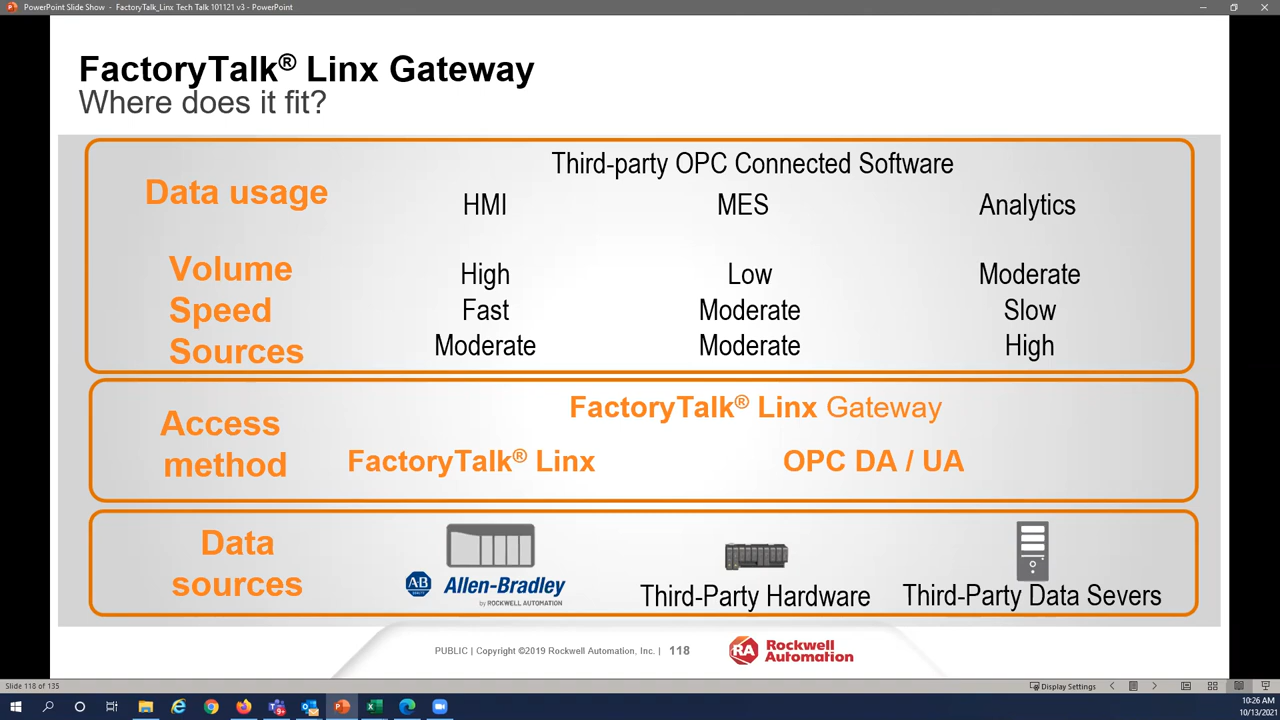 PowerPoint Slide Show - FactoryTalk_Linx Tech Talk 101121 v3 - PowerPoint
FactoryTalk® Linx Gateway
Where does it fit?
Third-party OPC Connected Software
Data usage
HMI MES Analytics
Volume High Low Moderate
Speed Fast Moderate Slow
Sources Moderate Moderate High
Access method
FactoryTalk® Linx Gateway
FactoryTalk® Linx OPC DA / UA
Data sources
AB Allen-Bradley
by ROCKWELL AUTOMATION
Third-Party Hardware
Third-Party Data Severs
PUBLIC | Copyright ©2019 Rockwell Automation, Inc. | 118
RA Rockwell Automation
Slide 118 of 135
Display Settings
10:26 AM
10/13/2021